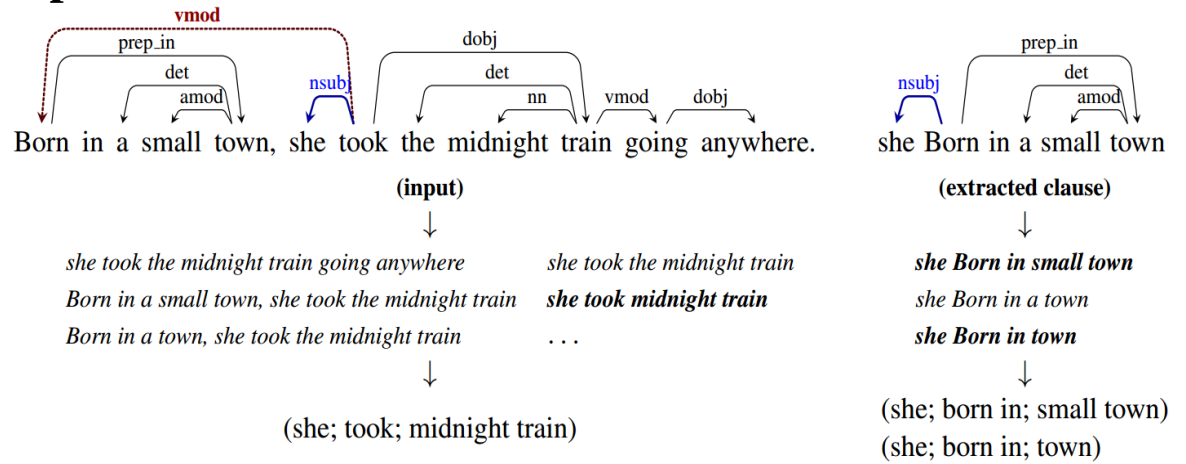 vmod
prep_in dobj prep_in
det det det
amod nsubj nn vmod dobj nsubj amod
Born in a small town, she took the midnight train going anywhere. she Born in a small town
(input) (extracted clause)
↓ ↓
she took the midnight train going anywhere she took the midnight train she Born in small town
Born in a small town, she took the midnight train she took midnight train she Born in a town
Born in a town, she took the midnight train . . . she Born in town
↓ ↓
(she; took; midnight train) (she; born in; small town)
(she; born in; town)